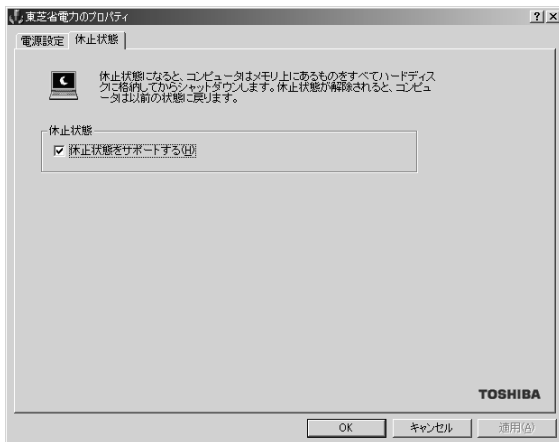 東芝省電力のプロパティ
電源設定 休止状態
休止状態になると、コンピュータはメモリ上にあるものをすべてハードディス
クに格納してからシャットダウンします。休止状態が解除されると、コンピュ
ータは以前の状態に戻ります。
休止状態
休止状態をサポートする(H)
TOSHIBA
OK キャンセル 適用(A)